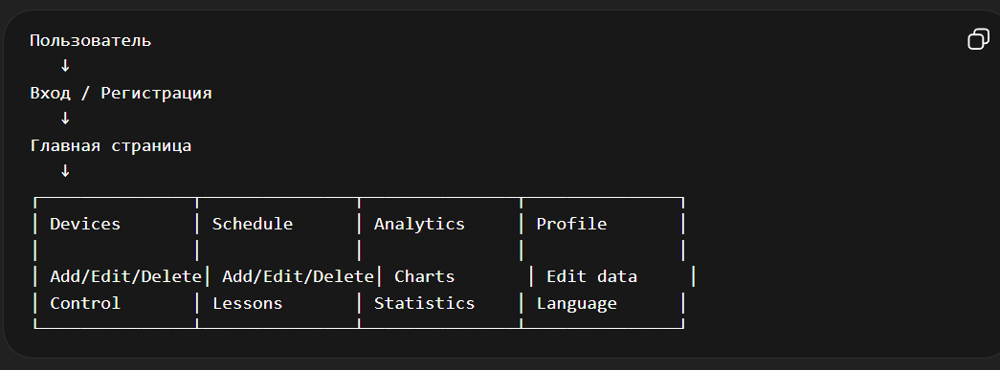 Пользователь
↓
Вход / Регистрация
↓
Главная страница
↓
Devices Schedule Analytics Profile
Add/Edit/Delete Add/Edit/Delete Charts Edit data
Control Lessons Statistics Language